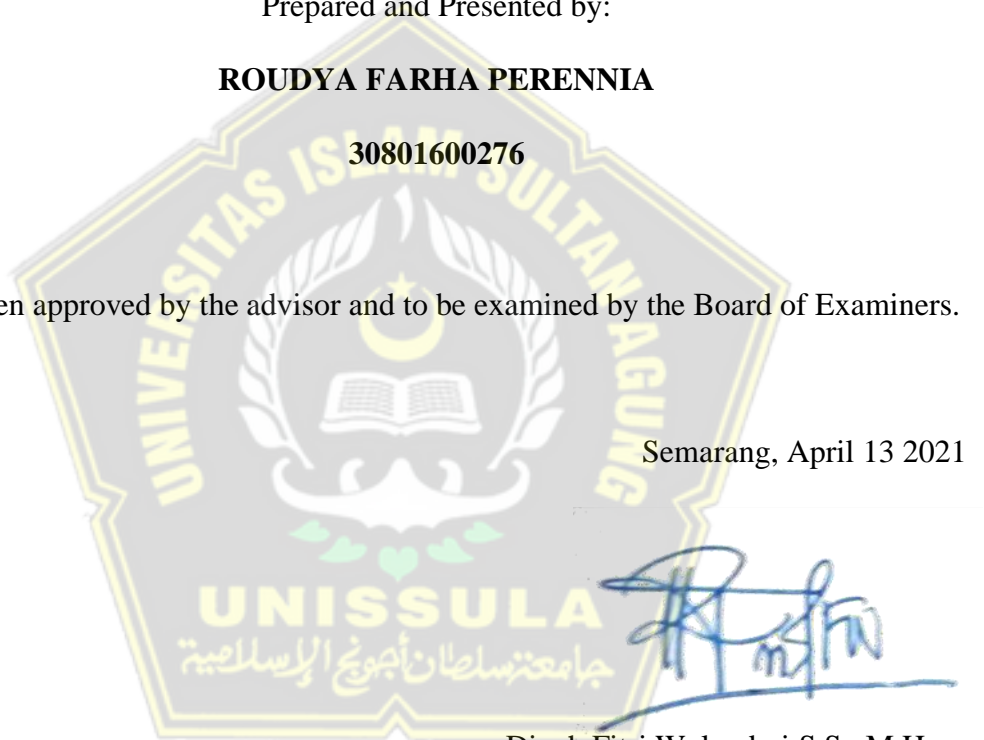 Prepared and Presented by:
ROUDYA FARHA PERENNIA
30801600276
UNIVERSITAS ISLAM SULTAN AGUNG
en approved by the advisor and to be examined by the Board of Examiners.
Semarang, April 13 2021
UNISSULA
جامعة سلطان أجونج الإسلامية